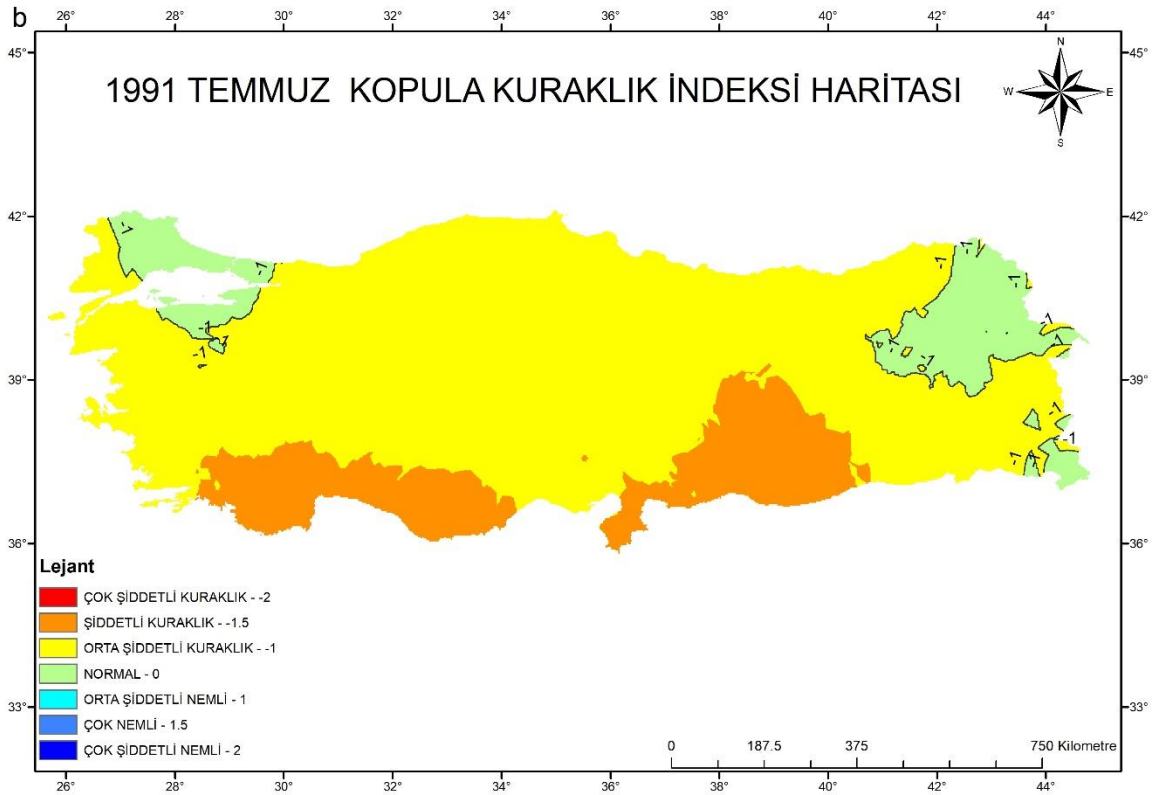 b
26° 28° 30° 32° 34° 36° 38° 40° 42° 44°
45° 45°
1991 TEMMUZ KOPULA KURAKLIK İNDEKSİ HARİTASI
N
W E
S
42° 42°
-1 -1 -1 -1 -1
-1 -1 -1
-1 -1 -1 -1
39° 39°
-1
-1 -1
36° 36°
Lejant
ÇOK ŞİDDETLİ KURAKLIK - -2
ŞİDDETLİ KURAKLIK - -1.5
ORTA ŞİDDETLİ KURAKLIK - -1
NORMAL - 0
ORTA ŞİDDETLİ NEMLİ - 1
ÇOK NEMLİ - 1.5
ÇOK ŞİDDETLİ NEMLİ - 2
33° 33°
0 187.5 375 750 Kilometre
26° 28° 30° 32° 34° 36° 38° 40° 42° 44°